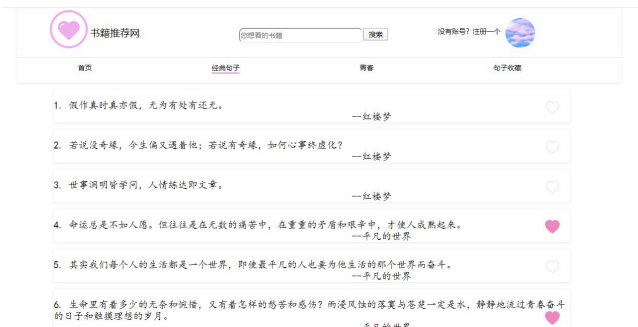 书籍推荐网
您想看的书籍
搜索
没有账号？注册一个
首页
经典句子
青春
句子收藏
1. 假作真时真亦假，无为有处有还无。
--红楼梦
2. 若说没奇缘，今生偏又遇着他；若说有奇缘，如何心事终虚化？
--红楼梦
3. 世事洞明皆学问，人情练达即文章。
--红楼梦
4. 命运总是不如人愿。但往往是在无数的痛苦中，在重重的矛盾和艰辛中，才使人成熟起来。
--平凡的世界
5. 其实我们每个人的生活都是一个世界，即使最平凡的人也要为他生活的那个世界而奋斗。
--平凡的世界
6. 生命里有着多少的无奈和惋惜，又有着怎样的愁苦和感伤？雨浸风蚀的落寞与苍楚一定是水，静静地流过青春奋斗
的日子和触摸理想的岁月。
--平凡的世界